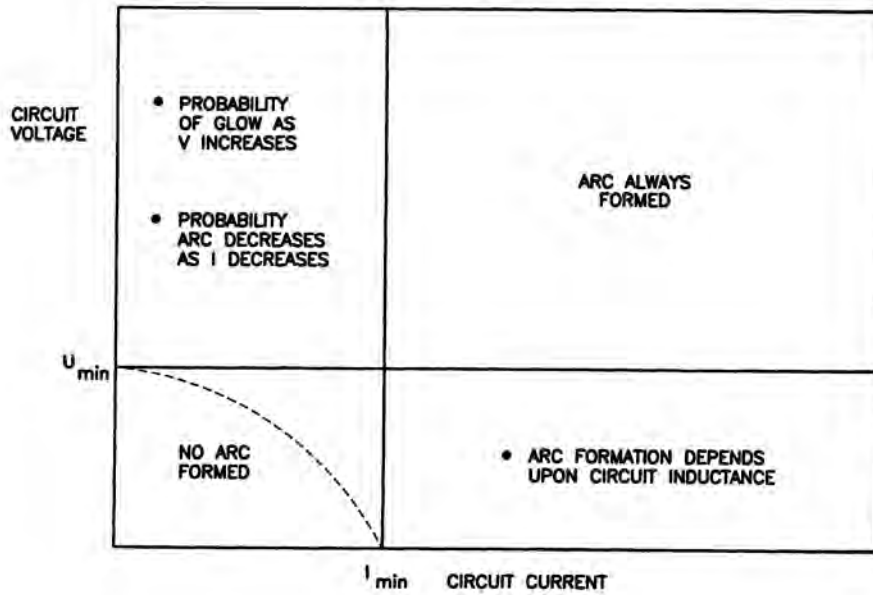 CIRCUIT
VOLTAGE
• PROBABILITY
OF GLOW AS
V INCREASES
• PROBABILITY
ARC DECREASES
AS I DECREASES
ARC ALWAYS
FORMED
U min
NO ARC
FORMED
• ARC FORMATION DEPENDS
UPON CIRCUIT INDUCTANCE
I min CIRCUIT CURRENT